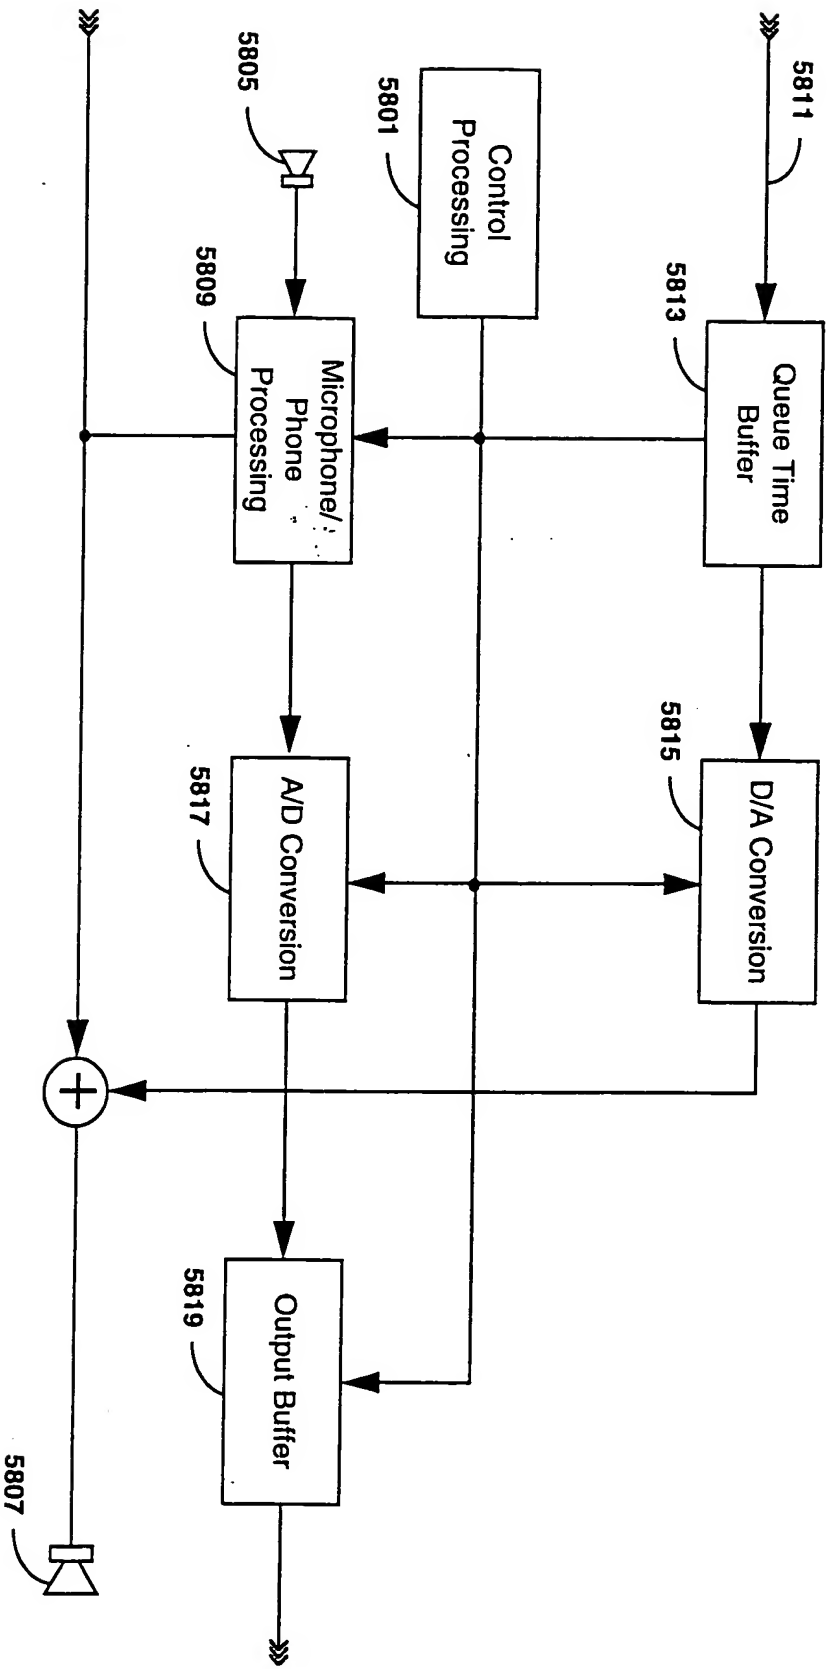 5811
5813
Queue Time
Buffer
5815
D/A Conversion
5801
Control
Processing
5805
5809
Microphone/
Phone
Processing
5817
A/D Conversion
5819
Output Buffer
+
5807